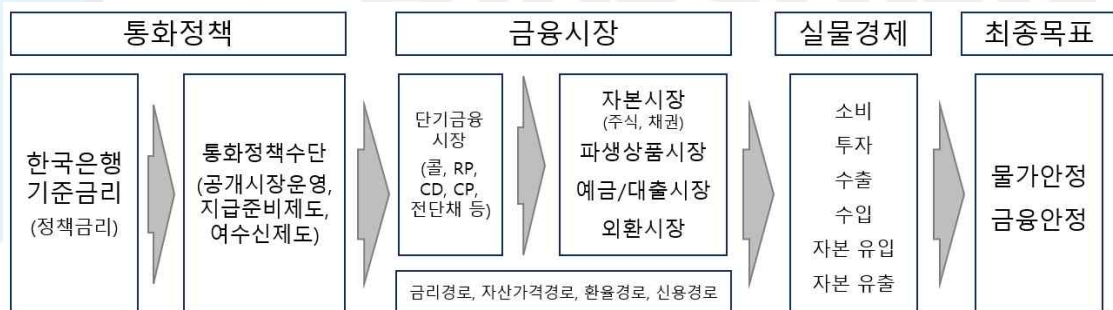 통화정책
금융시장
실물경제
최종목표
한국은행
기준금리
(정책금리)
통화정책수단
(공개시장운영,
지급준비제도,
여수신제도)
단기금융
시장
(콜, RP,
CD, CP,
전단채 등)
자본시장
(주식, 채권)
파생상품시장
예금/대출시장
외환시장
금리경로, 자산가격경로, 환율경로, 신용경로
소비
투자
수출
수입
자본 유입
자본 유출
물가안정
금융안정